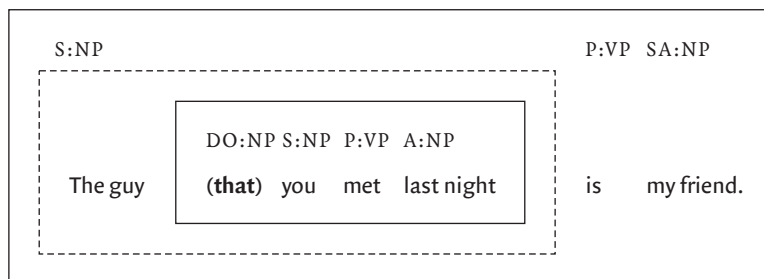 S:NP P:VP SA:NP
DO:NP S:NP P:VP A:NP
The guy (that) you met last night is my friend.